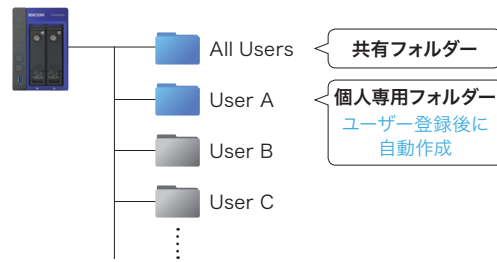 All Users
共有フォルダー
User A
個人専用フォルダー
ユーザー登録後に
自動作成
User B
User C